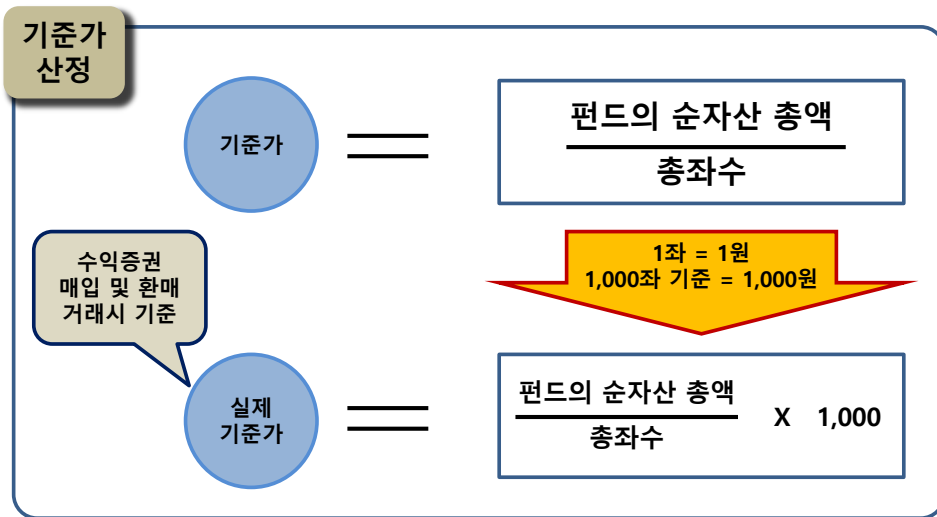 기준가
산정
기준가
펀드의 순자산 총액
총좌수
1좌 = 1원
1,000좌 기준 = 1,000원
수익증권
매입 및 환매
거래시 기준
실제
기준가
펀드의 순자산 총액
총좌수
X 1,000